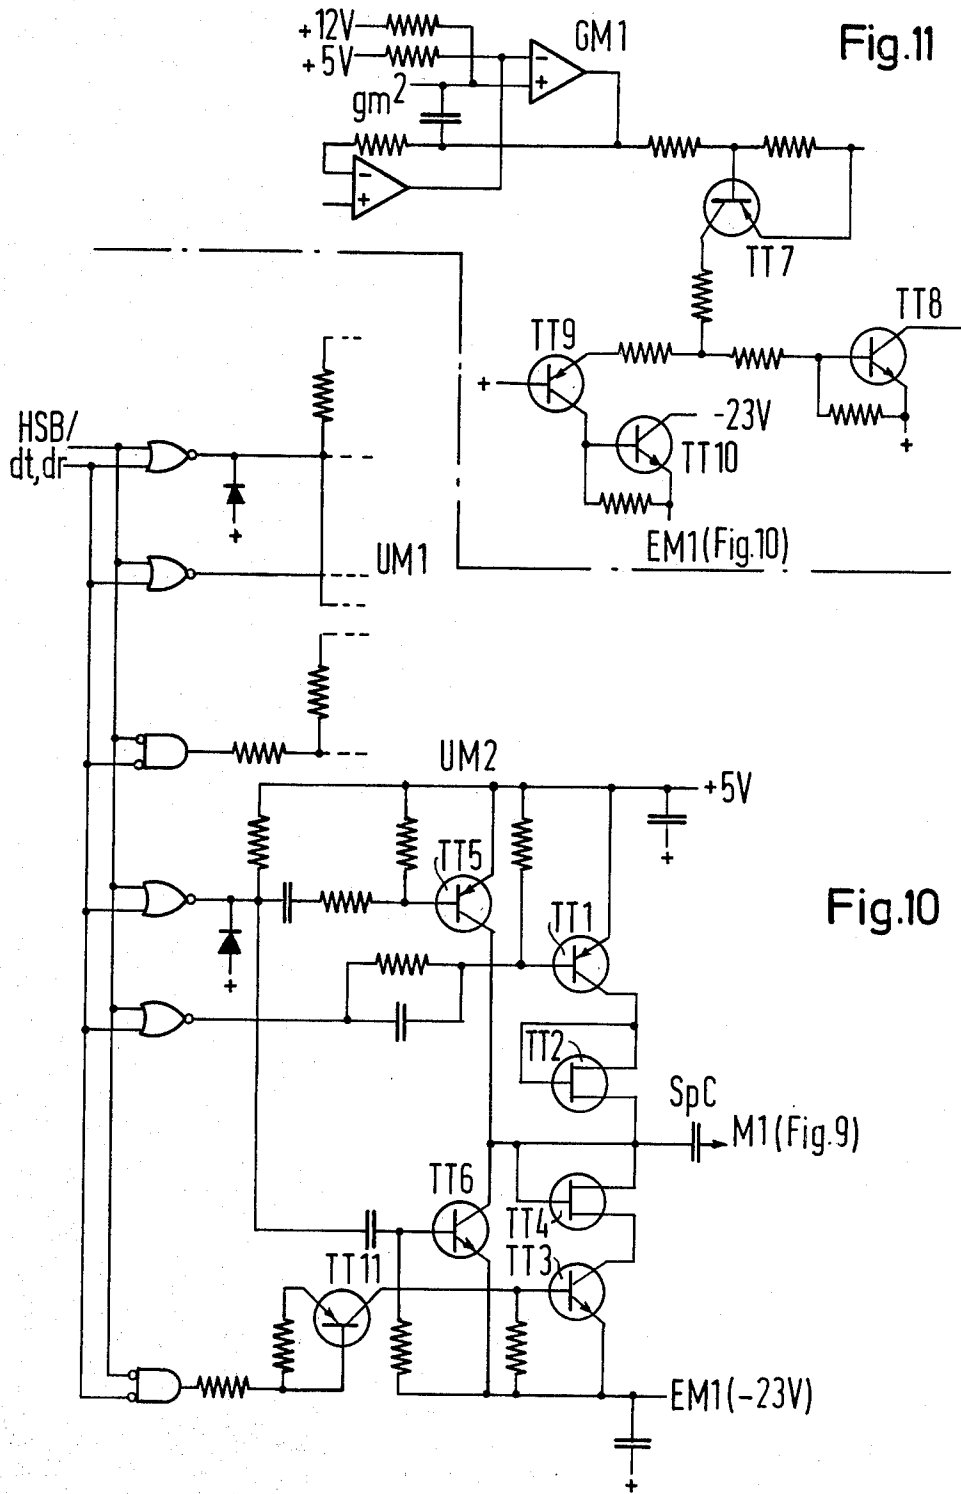 +12V
GM1
Fig.11
+5V
gm²
-
+
-
+
TT7
TT8
TT9
+
-23V
+
TT10
HSB/
dt,dr
EM1(Fig.10)
+
UM1
UM2
+5V
+
TT5
Fig.10
TT1
+
TT2
SpC
M1(Fig.9)
TT6
TT4
TT3
TT11
EM1(-23V)
+